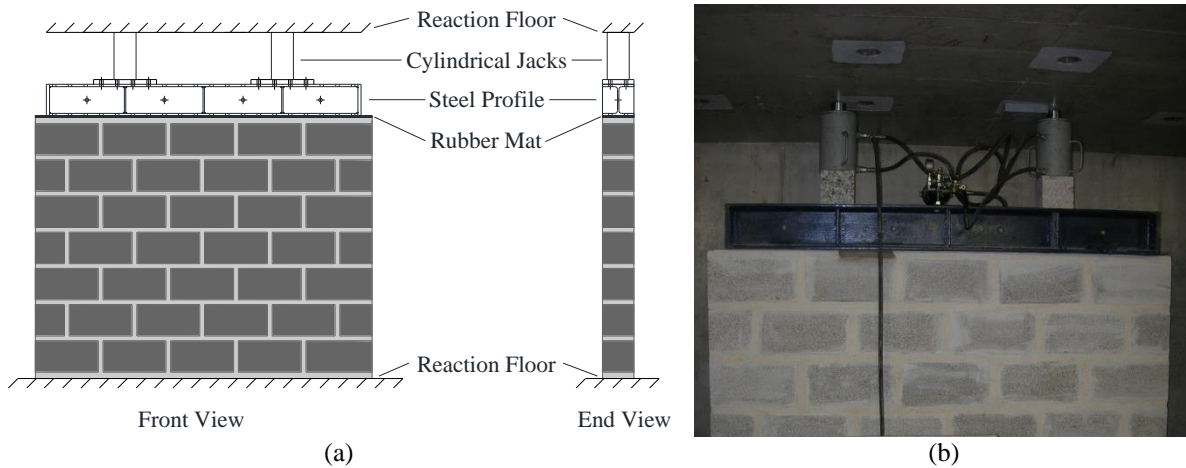 Reaction Floor
Cylindrical Jacks
Steel Profile
Rubber Mat
Reaction Floor
Front View
End View
(a)
(b)